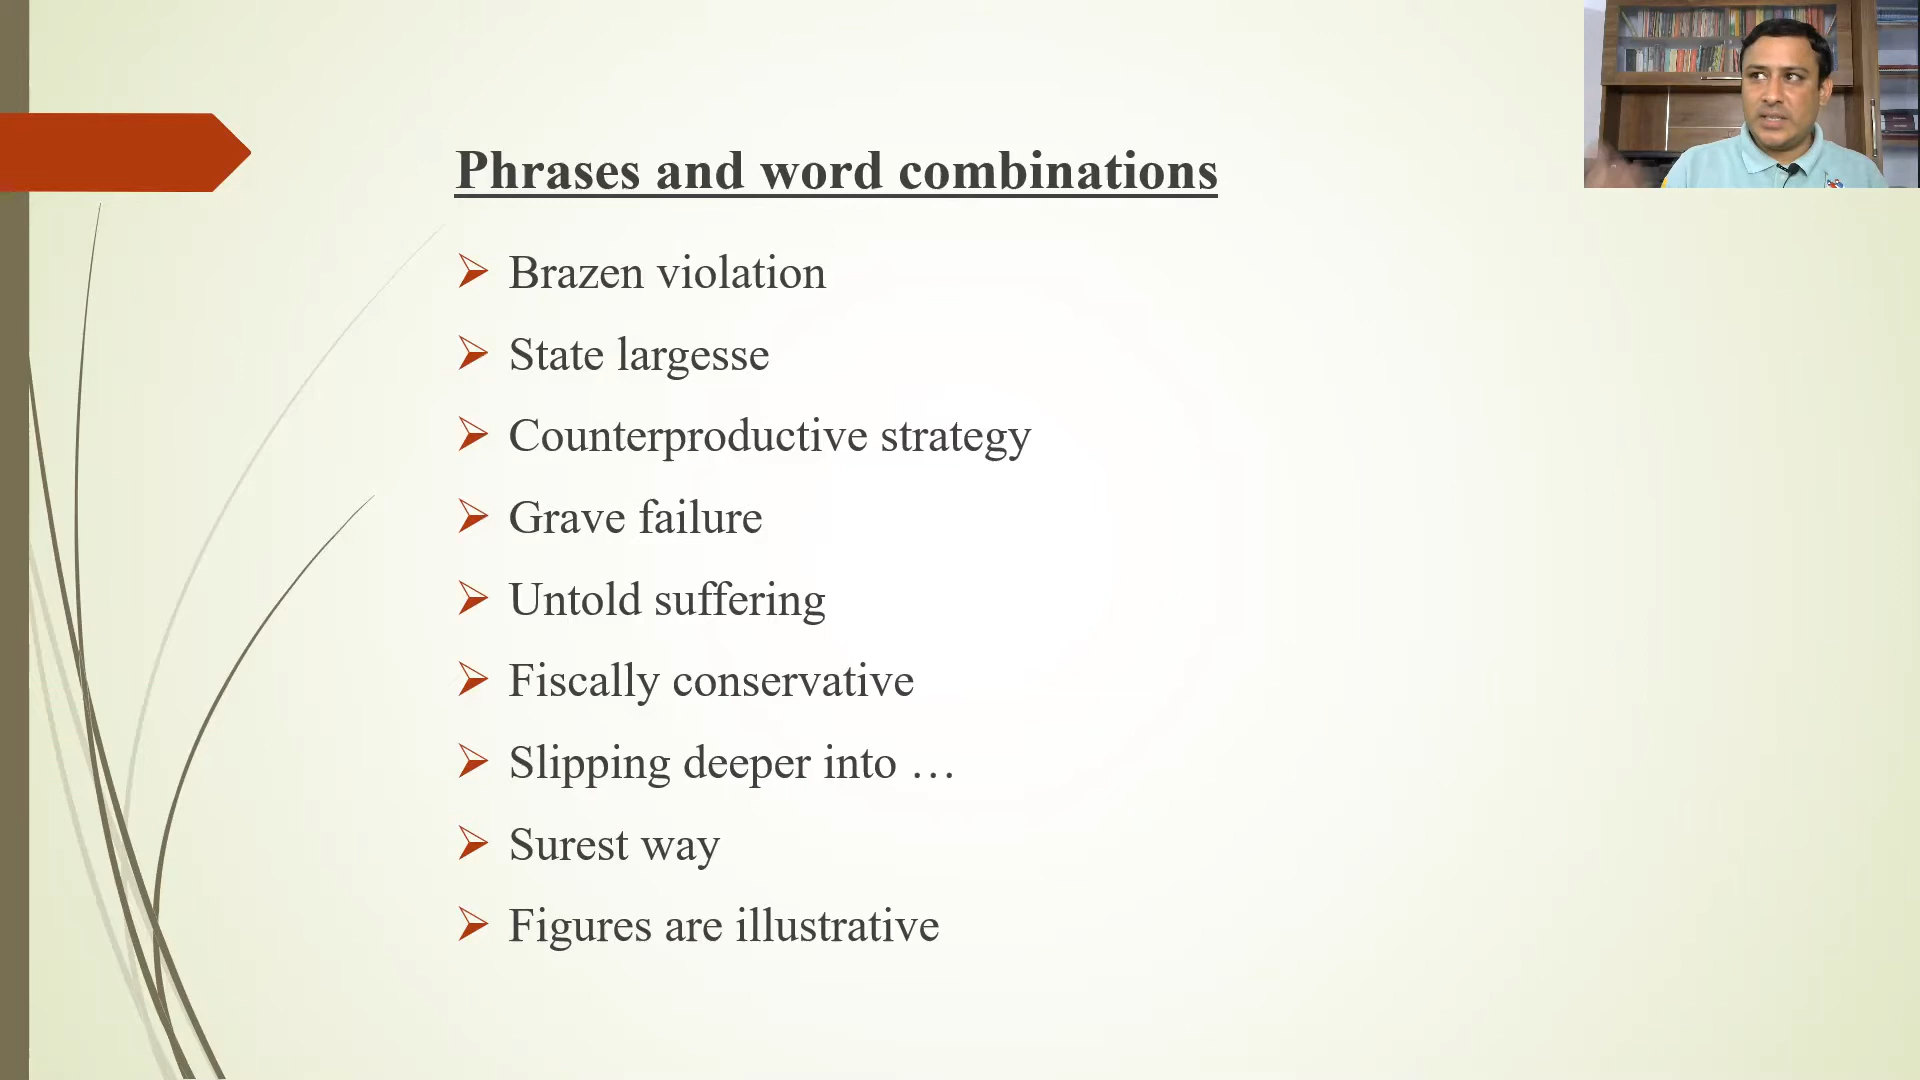 Phrases and word combinations
Brazen violation
State largesse
Counterproductive strategy
Grave failure
Untold suffering
Fiscally conservative
Slipping deeper into …
Surest way
Figures are illustrative